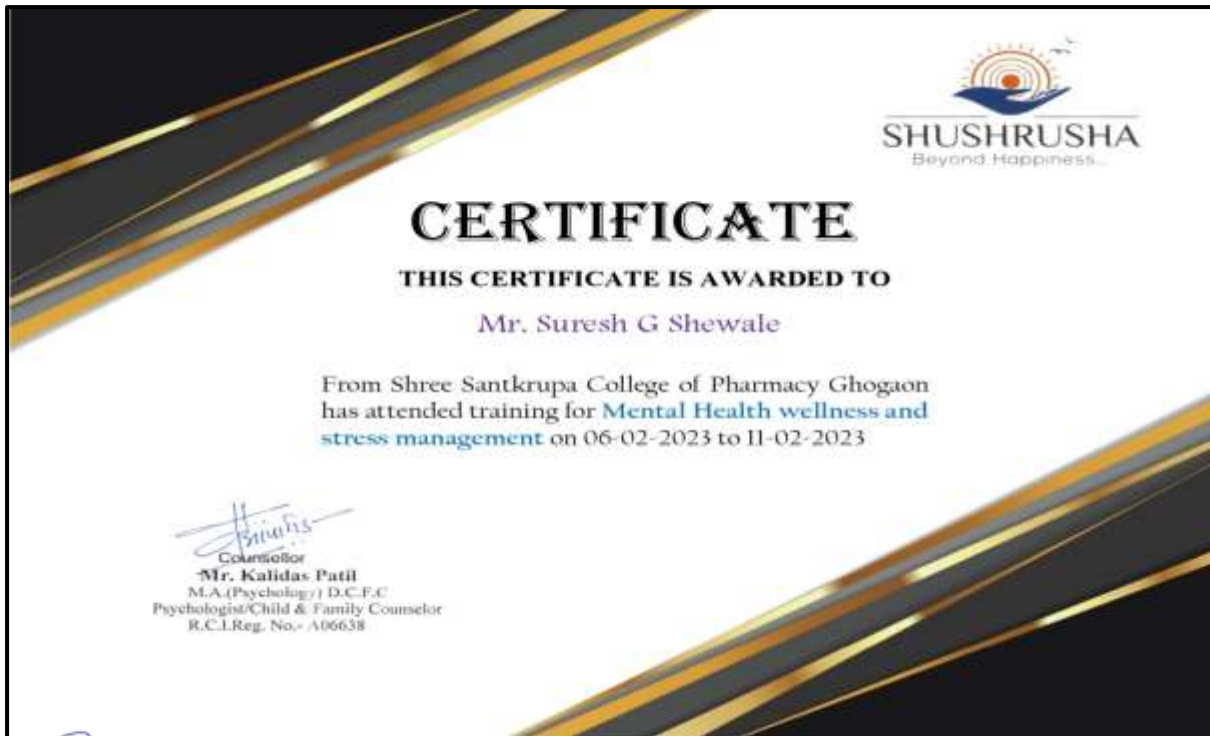 SHUSHRUSHA
Beyond Happiness...
CERTIFICATE
THIS CERTIFICATE IS AWARDED TO
Mr. Suresh G Shewale
From Shree Santkrupa College of Pharmacy Ghogaon
has attended training for Mental Health wellness and
stress management on 06-02-2023 to 11-02-2023
Counsellor
Mr. Kalidas Patil
M.A.(Psychology) D.C.F.C
Psychologist/Child & Family Counselor
R.C.I.Reg. No.- A06638